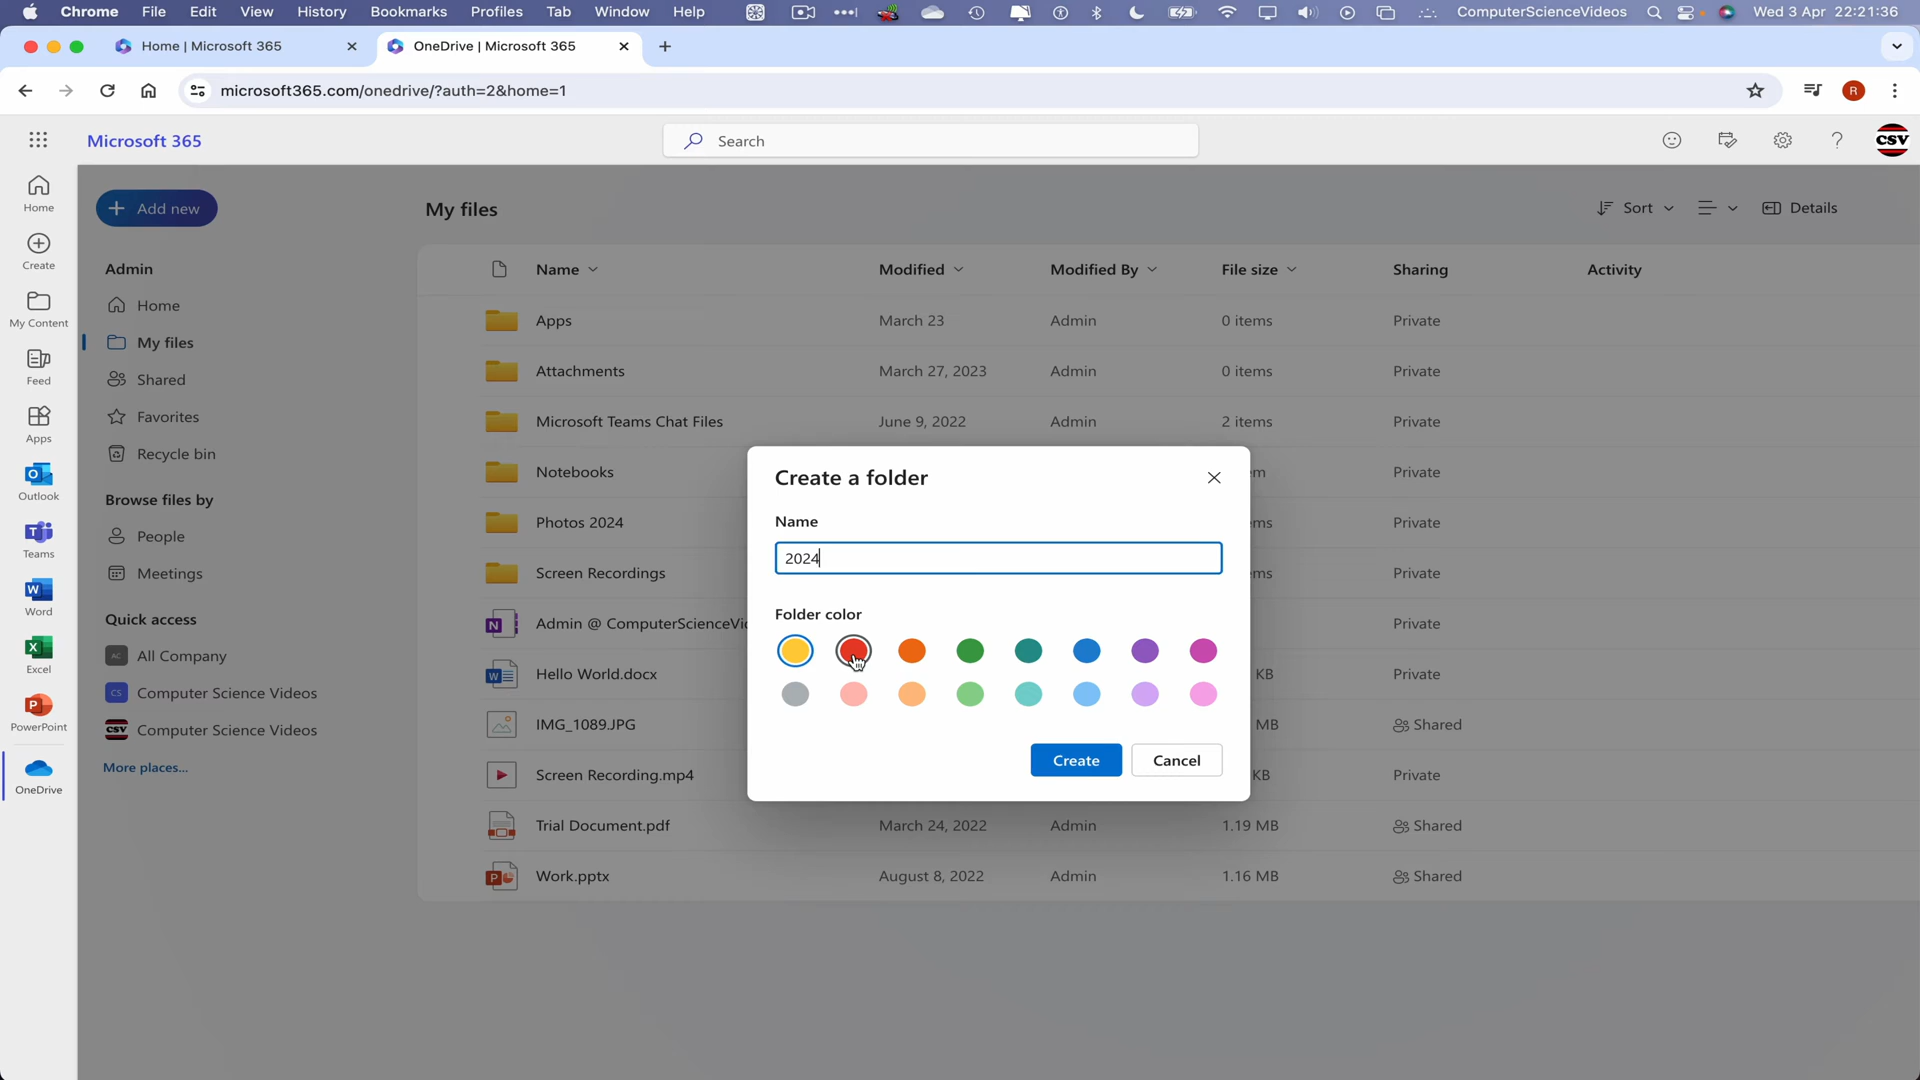 Chrome File Edit View History Bookmarks Profiles Tab Window Help ComputerScienceVideos Wed 3 Apr 22:21:36
Home | Microsoft 365 OneDrive | Microsoft 365
microsoft365.com/onedrive/?auth=2&home=1 R
Microsoft 365 Search CSV
Home
Create
My Content
Feed
Apps
Outlook
Teams
Word
Excel
PowerPoint
OneDrive
Add new
Admin
Home
My files
Shared
Favorites
Recycle bin
Browse files by
People
Meetings
Quick access
AC All Company
CS Computer Science Videos
CSV Computer Science Videos
More places...
My files Sort Details
Name Modified Modified By File size Sharing Activity
Apps March 23 Admin 0 items Private
Attachments March 27, 2023 Admin 0 items Private
Microsoft Teams Chat Files June 9, 2022 Admin 2 items Private
Notebooks Private
Photos 2024 Private
Screen Recordings Private
Admin @ ComputerScienceVi Private
Hello World.docx KB Private
IMG_1089.JPG MB Shared
Screen Recording.mp4 KB Private
Trial Document.pdf March 24, 2022 Admin 1.19 MB Shared
Work.pptx August 8, 2022 Admin 1.16 MB Shared
Create a folder
Name
2024
Folder color
Create Cancel